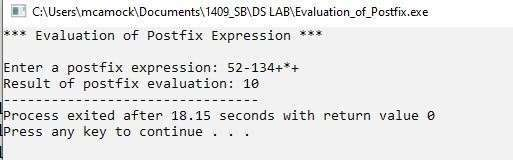 C:\Users\mcamock\Documents\1409_SB\DS LAB\Evaluation_of_Postfix.exe
*** Evaluation of Postfix Expression ***
Enter a postfix expression: 52-134+*+
Result of postfix evaluation: 10
--------------------------------
Process exited after 18.15 seconds with return value 0
Press any key to continue . . .